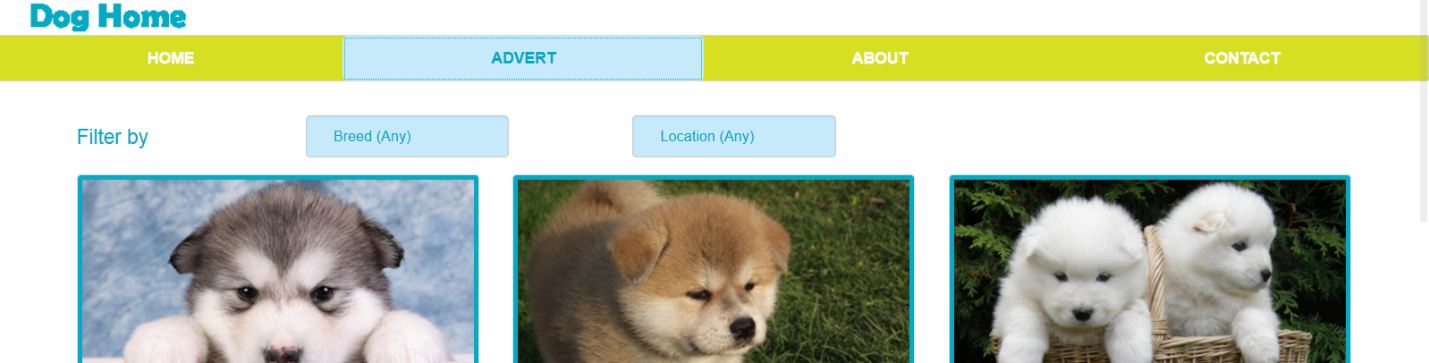 Dog Home
HOME ADVERT ABOUT CONTACT
Filter by Breed (Any) Location (Any)